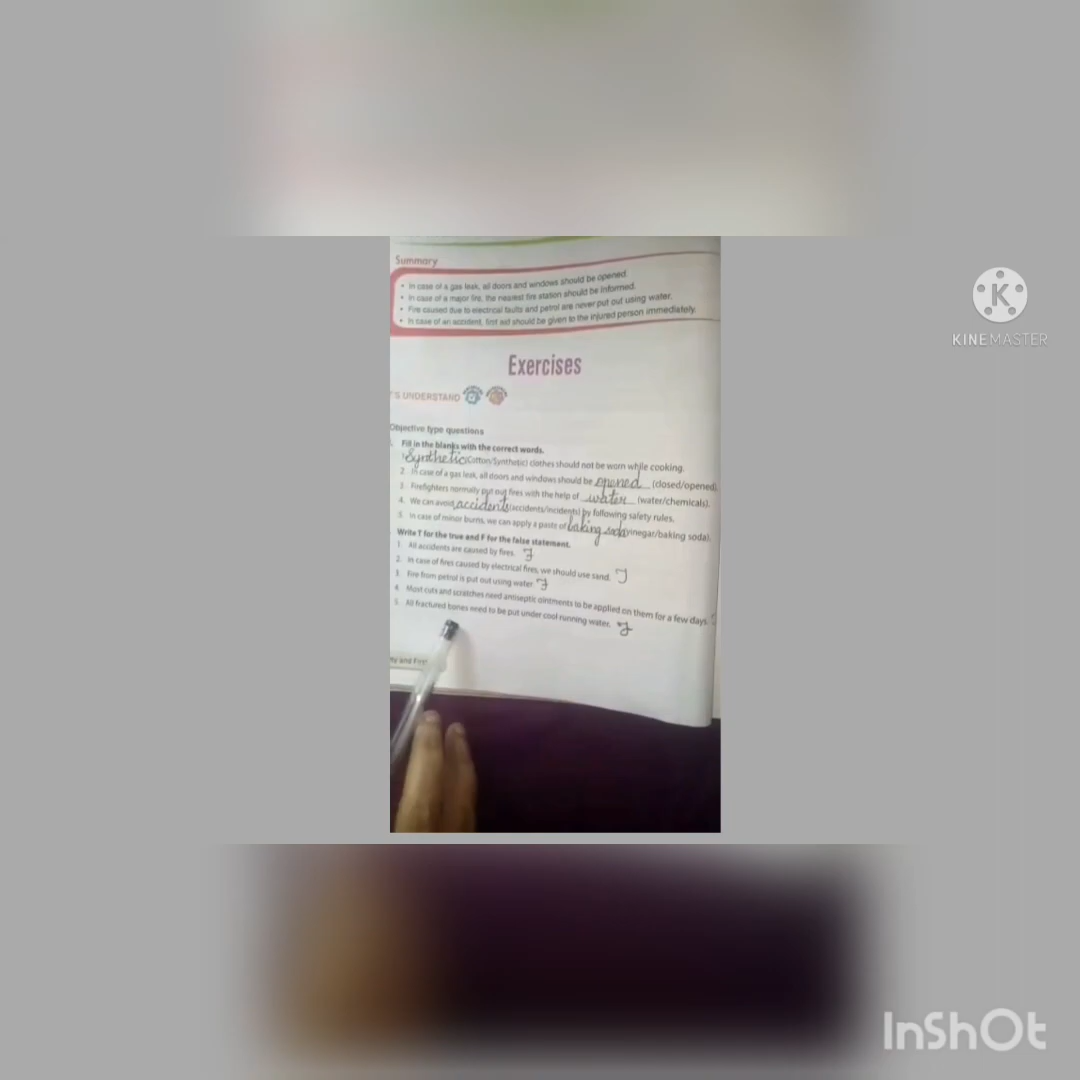 Summary
• In case of a gas leak, all doors and windows should be opened.
• In case of a major fire, the nearest fire station should be informed.
• Fire caused due to electrical faults and petrol are never put out using water.
• In case of an accident, first aid should be given to the injured person immediately.
Exercises
'S UNDERSTAND
Objective type questions
Fill in the blanks with the correct words.
1. Synthetic (Cotton/Synthetic) clothes should not be worn while cooking.
2. In case of a gas leak, all doors and windows should be opened (closed/opened).
3. Firefighters normally put out fires with the help of water (water/chemicals).
4. We can avoid accidents (accidents/incidents) by following safety rules.
5. In case of minor burns, we can apply a paste of baking soda (vinegar/baking soda).
Write T for the true and F for the false statement.
1. All accidents are caused by fires. F
2. In case of fires caused by electrical fires, we should use sand. T
3. Fire from petrol is put out using water. F
4. Most cuts and scratches need antiseptic ointments to be applied on them for a few days.
5. All fractured bones need to be put under cool running water. F
and First
K
KINEMASTER
InShOt